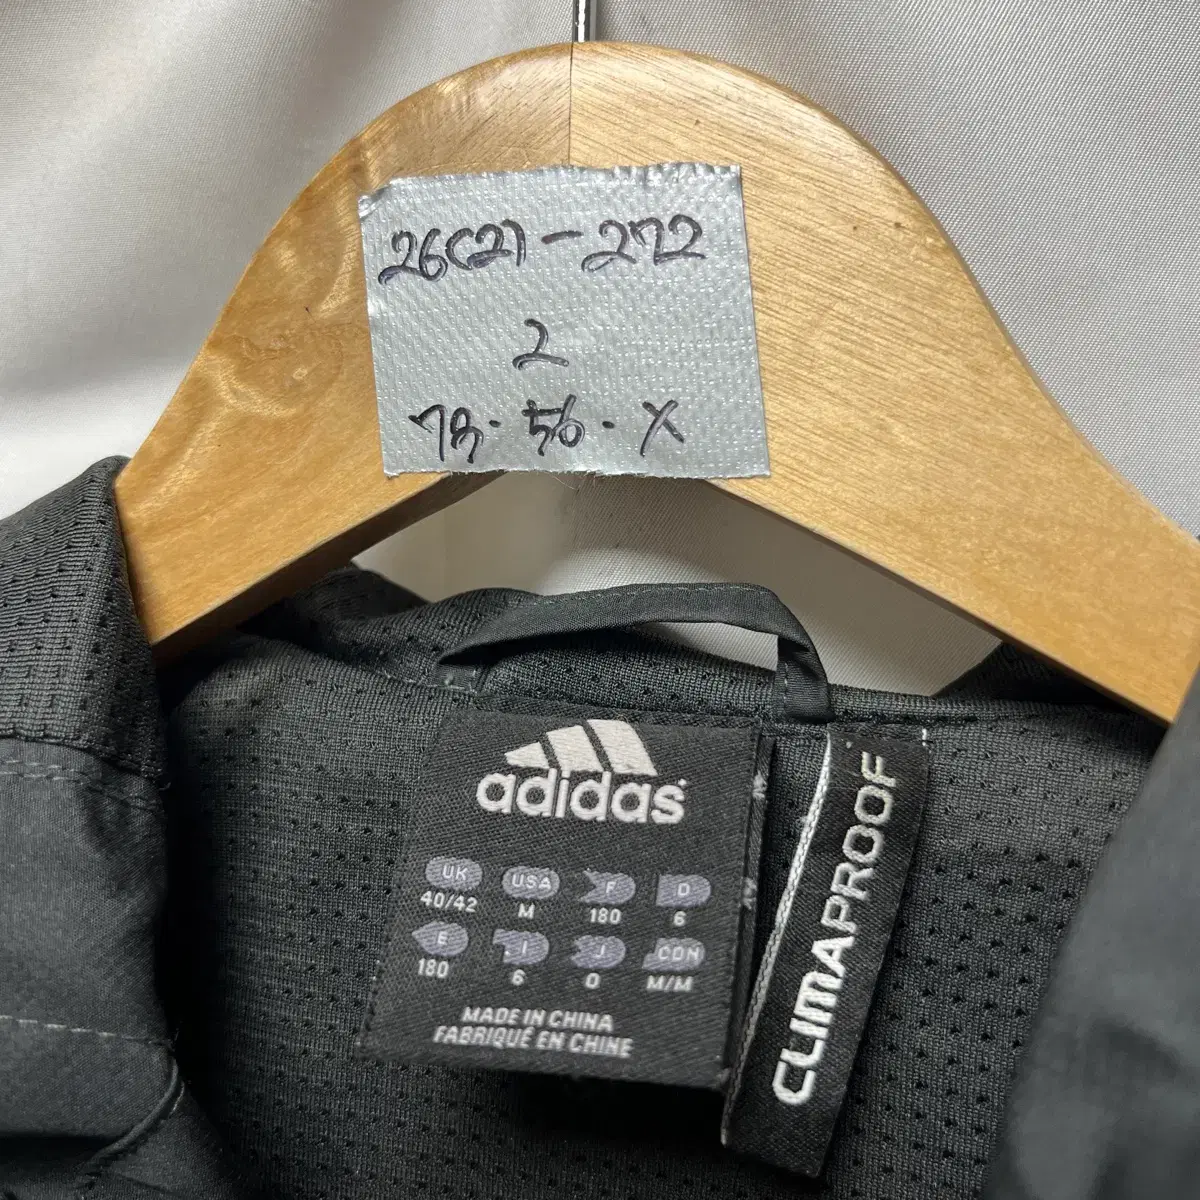 26(2)-272
2
73.56.X
adidas
UK USA F D
40/42 M 180 6
E I J CDN
180 6 O M/M
MADE IN CHINA
FABRIQUÉ EN CHINE
CLIMAPROOF